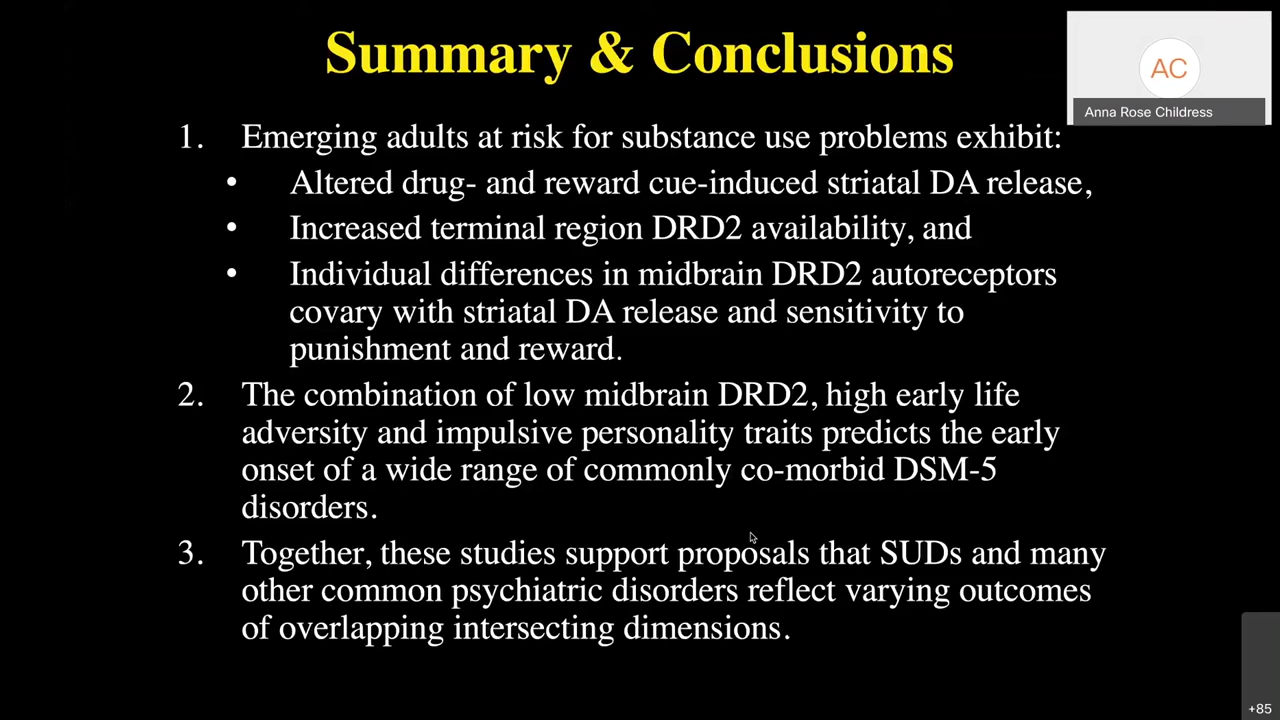 Summary & Conclusions
AC
Anna Rose Childress
1. Emerging adults at risk for substance use problems exhibit:
• Altered drug- and reward cue-induced striatal DA release,
• Increased terminal region DRD2 availability, and
• Individual differences in midbrain DRD2 autoreceptors
covary with striatal DA release and sensitivity to
punishment and reward.
2. The combination of low midbrain DRD2, high early life
adversity and impulsive personality traits predicts the early
onset of a wide range of commonly co-morbid DSM-5
disorders.
3. Together, these studies support proposals that SUDs and many
other common psychiatric disorders reflect varying outcomes
of overlapping intersecting dimensions.
+85